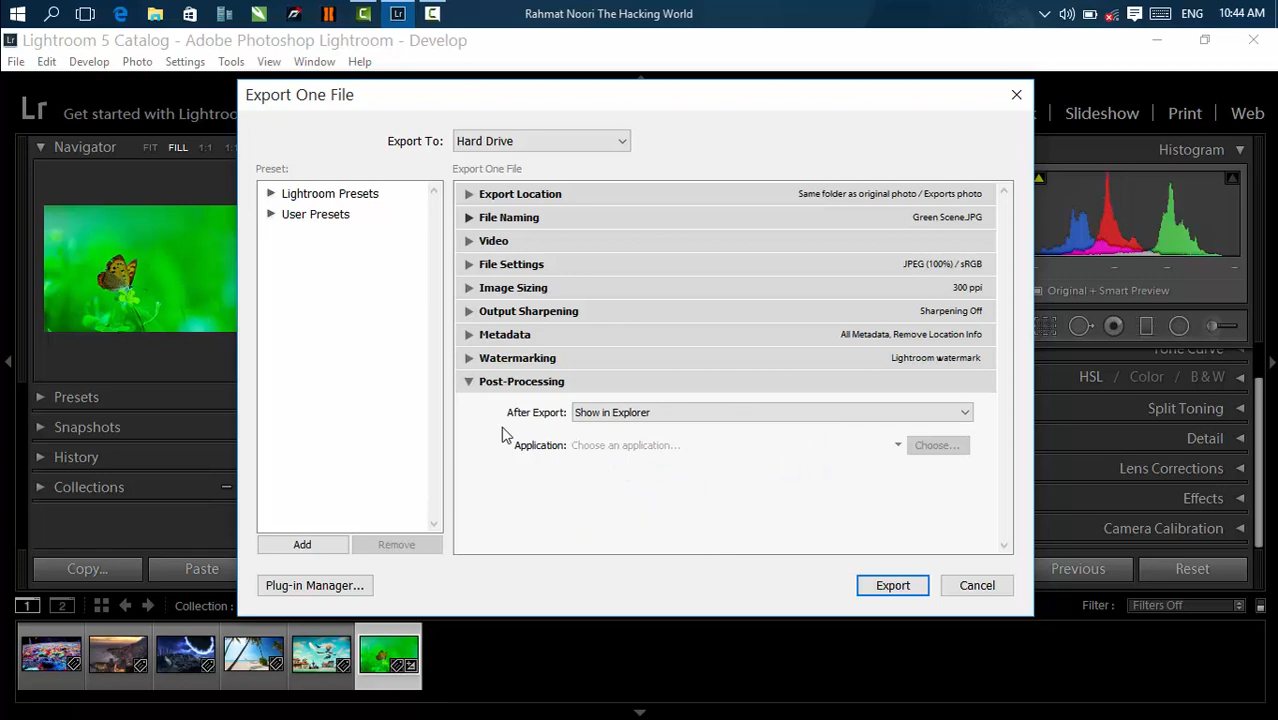 Rahmat Noori The Hacking World
ENG
10:44 AM
Lr Lightroom 5 Catalog - Adobe Photoshop Lightroom - Develop
File Edit Develop Photo Settings Tools View Window Help
Lr Get started with Lightroo
Slideshow | Print | Web
Export One File
Export To: Hard Drive
Navigator FIT FILL 1:1 1:
Histogram
Preset:
Lightroom Presets
User Presets
Add Remove
Export One File
Export Location Same folder as original photo / Exports photo
File Naming Green Scene.JPG
Video
File Settings JPEG (100%) / sRGB
Image Sizing 300 ppi
Output Sharpening Sharpening Off
Metadata All Metadata, Remove Location Info
Watermarking Lightroom watermark
Post-Processing
After Export: Show in Explorer
Application: Choose an application... Choose...
Plug-in Manager... Export Cancel
Presets
Snapshots
History
Collections
Copy... Paste
Original + Smart Preview
Tone Curve
HSL / Color / B & W
Split Toning
Detail
Lens Corrections
Effects
Camera Calibration
Previous Reset
1 2 Collection : Filter : Filters Off